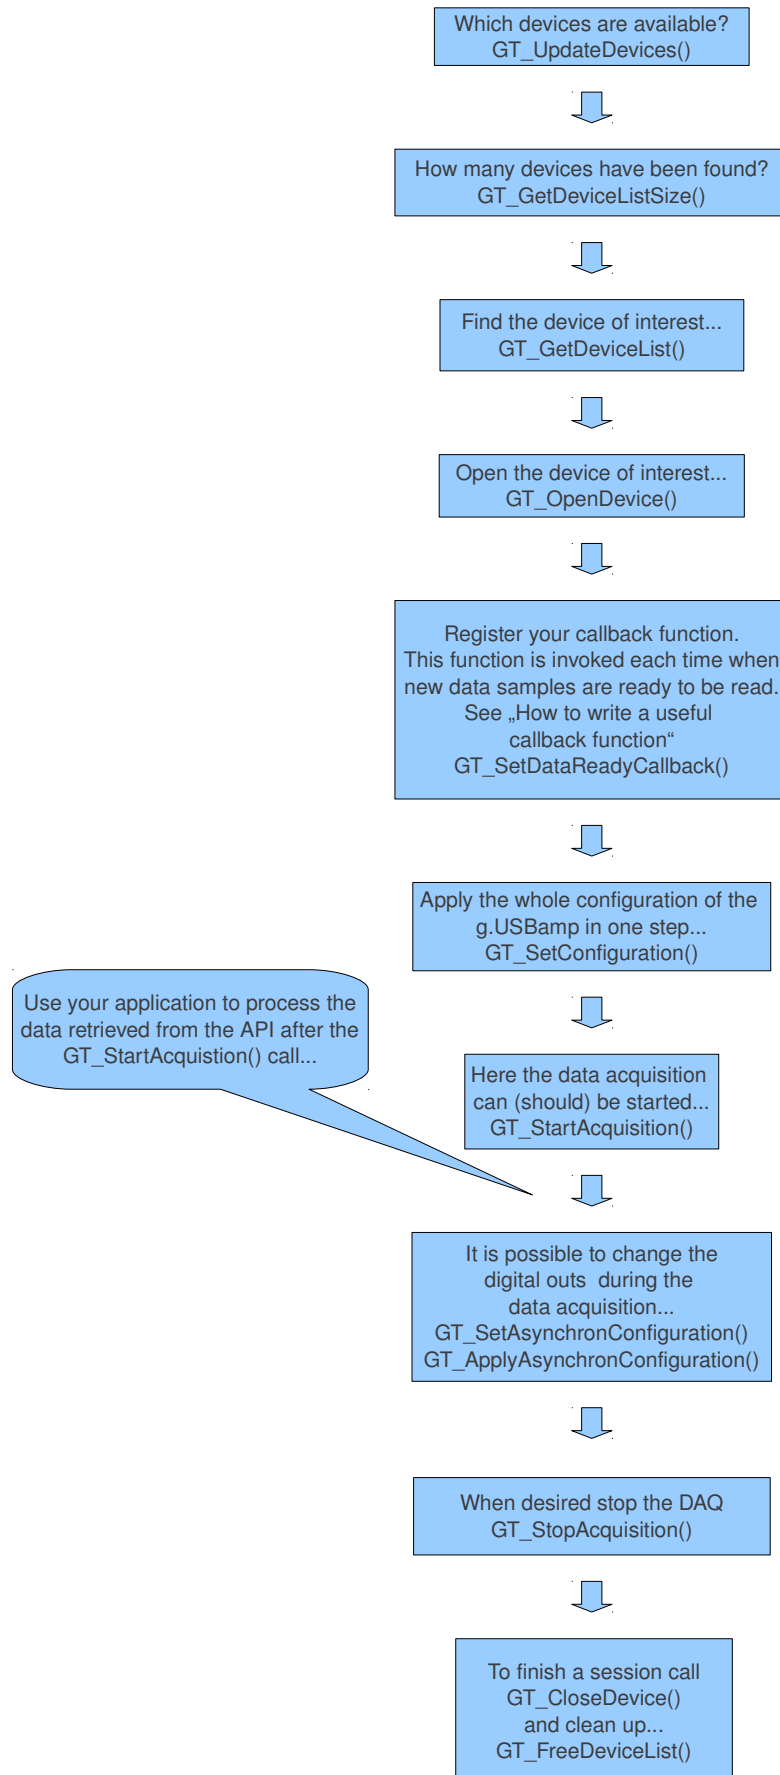 Which devices are available?
GT_UpdateDevices()
How many devices have been found?
GT_GetDeviceListSize()
Find the device of interest...
GT_GetDeviceList()
Open the device of interest...
GT_OpenDevice()
Register your callback function.
This function is invoked each time when
new data samples are ready to be read.
See „How to write a useful
callback function“
GT_SetDataReadyCallback()
Apply the whole configuration of the
g.USBamp in one step...
GT_SetConfiguration()
Use your application to process the
data retrieved from the API after the
GT_StartAcquistion() call...
Here the data acquisition
can (should) be started...
GT_StartAcquisition()
It is possible to change the
digital outs during the
data acquisition...
GT_SetAsynchronConfiguration()
GT_ApplyAsynchronConfiguration()
When desired stop the DAQ
GT_StopAcquisition()
To finish a session call
GT_CloseDevice()
and clean up...
GT_FreeDeviceList()